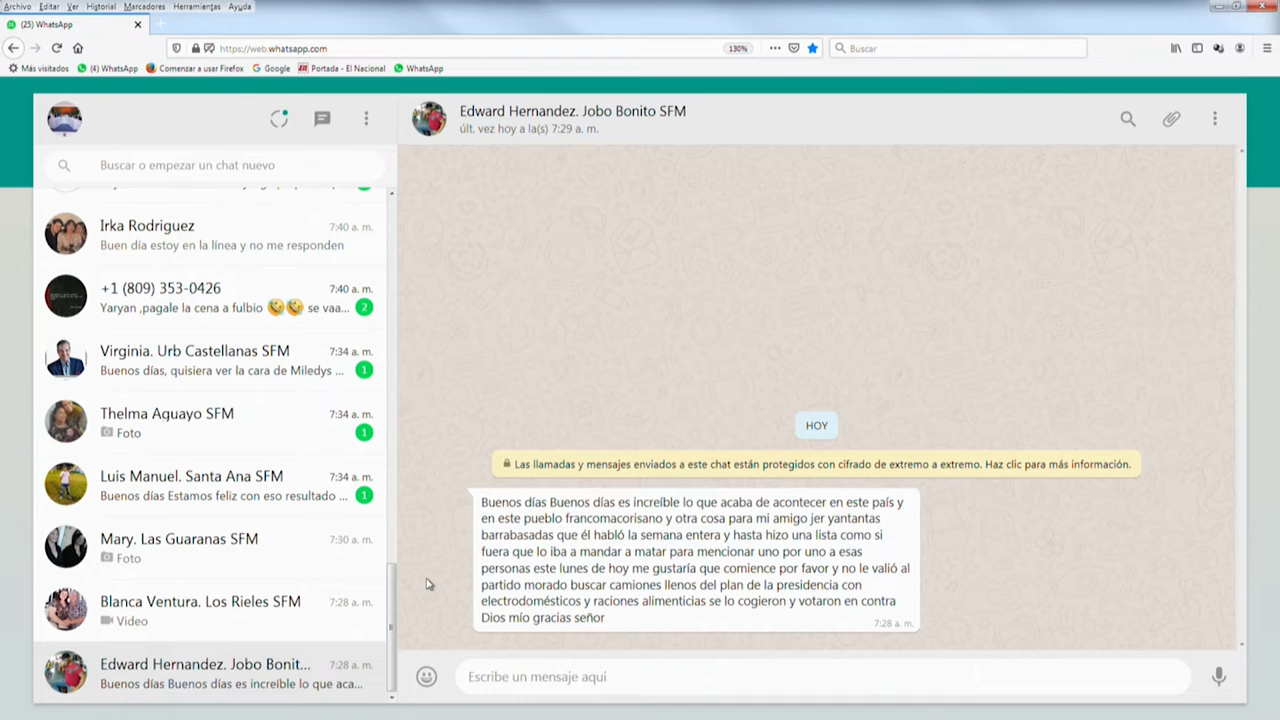 Archivo Editar Ver Historial Marcadores Herramientas Ayuda
(25) WhatsApp
https://web.whatsapp.com
130%
Buscar
Más visitados
(4) WhatsApp
Comenzar a usar Firefox
Google
Portada - El Nacional
WhatsApp
Edward Hernandez. Jobo Bonito SFM
últ. vez hoy a la(s) 7:29 a. m.
Buscar o empezar un chat nuevo
Irka Rodriguez
7:40 a. m.
Buen día estoy en la línea y no me responden
+1 (809) 353-0426
7:40 a. m.
Yaryan ,pagale la cena a fulbio 🤣🤣 se vaa...
2
Virginia. Urb Castellanas SFM
7:34 a. m.
Buenos días, quisiera ver la cara de Miledys ...
1
Thelma Aguayo SFM
7:34 a. m.
Foto
1
Luis Manuel. Santa Ana SFM
7:34 a. m.
Buenos días Estamos feliz con eso resultado ...
1
Mary. Las Guaranas SFM
7:30 a. m.
Foto
Blanca Ventura. Los Rieles SFM
7:28 a. m.
Video
Edward Hernandez. Jobo Bonit...
7:28 a. m.
Buenos días Buenos días es increíble lo que aca...
HOY
Las llamadas y mensajes enviados a este chat están protegidos con cifrado de extremo a extremo. Haz clic para más información.
Buenos días Buenos días es increíble lo que acaba de acontecer en este país y
en este pueblo francomacorisano y otra cosa para mi amigo jer yantantas
barrabasadas que él habló la semana entera y hasta hizo una lista como si
fuera que lo iba a mandar a matar para mencionar uno por uno a esas
personas este lunes de hoy me gustaría que comience por favor y no le valió al
partido morado buscar camiones llenos del plan de la presidencia con
electrodomésticos y raciones alimenticias se lo cogieron y votaron en contra
Dios mío gracias señor
7:28 a. m.
Escribe un mensaje aquí